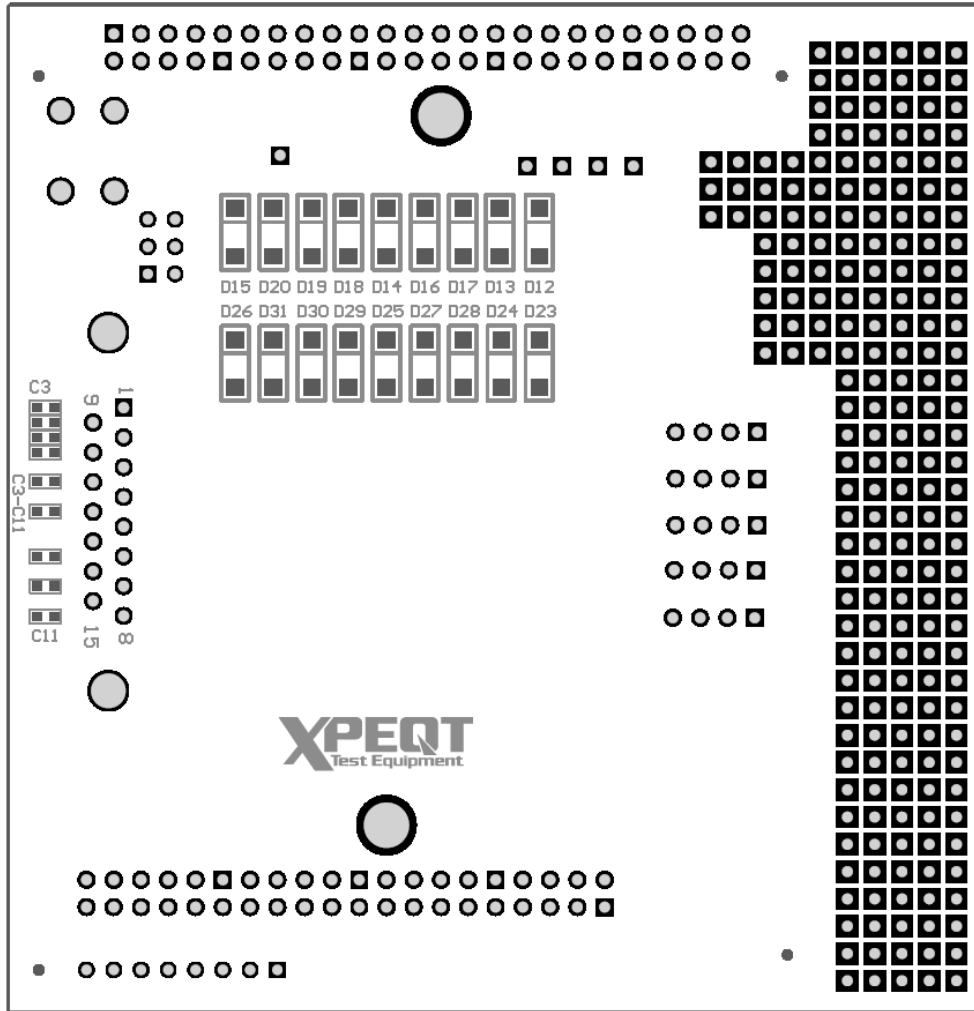 D15 D20 D19 D18 D14 D16 D17 D13 D12
D26 D31 D30 D29 D25 D27 D28 D24 D23
C3
9
1
C3-C11
C11
15
8
XPEQT
Test Equipment